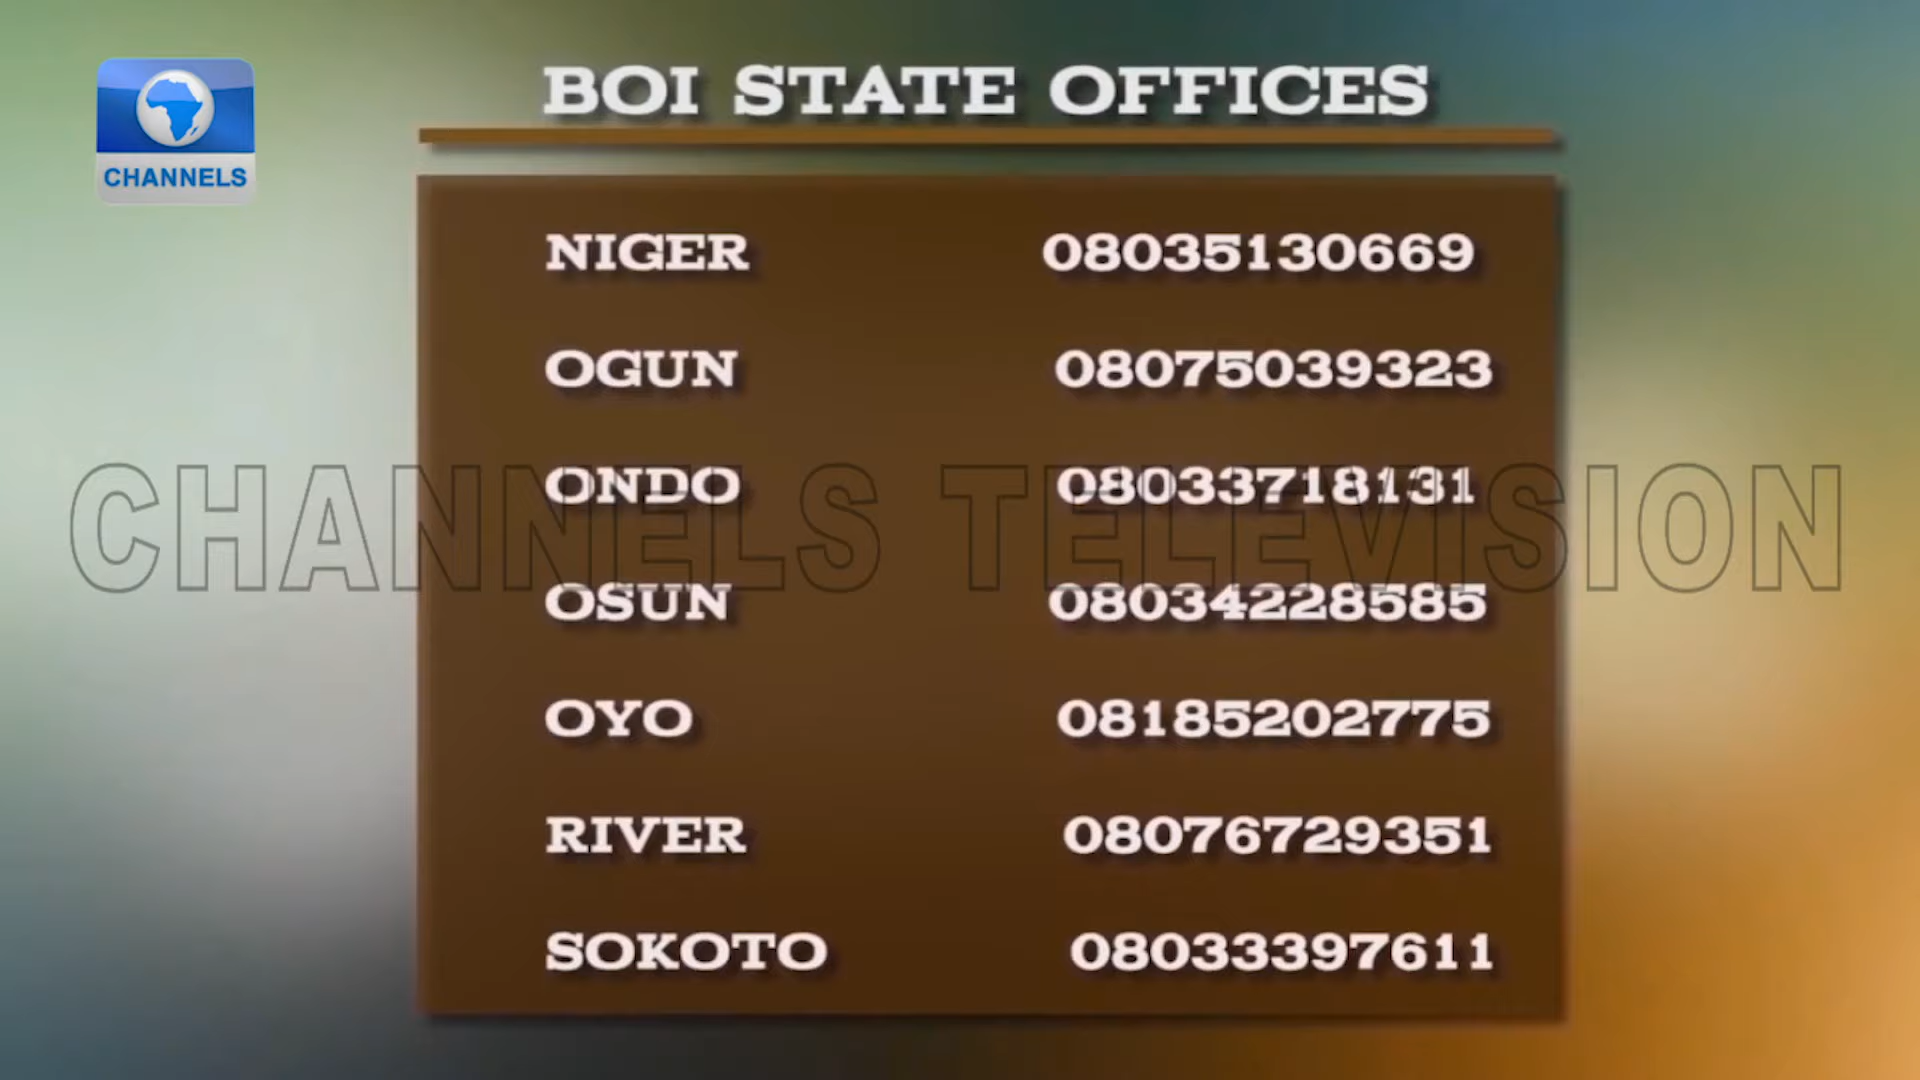 CHANNELS
BOI STATE OFFICES
NIGER 08035130669
OGUN 08075039323
ONDO 08033718131
CHANNELS TELEVISION
OSUN 08034228585
OYO 08185202775
RIVER 08076729351
SOKOTO 08033397611